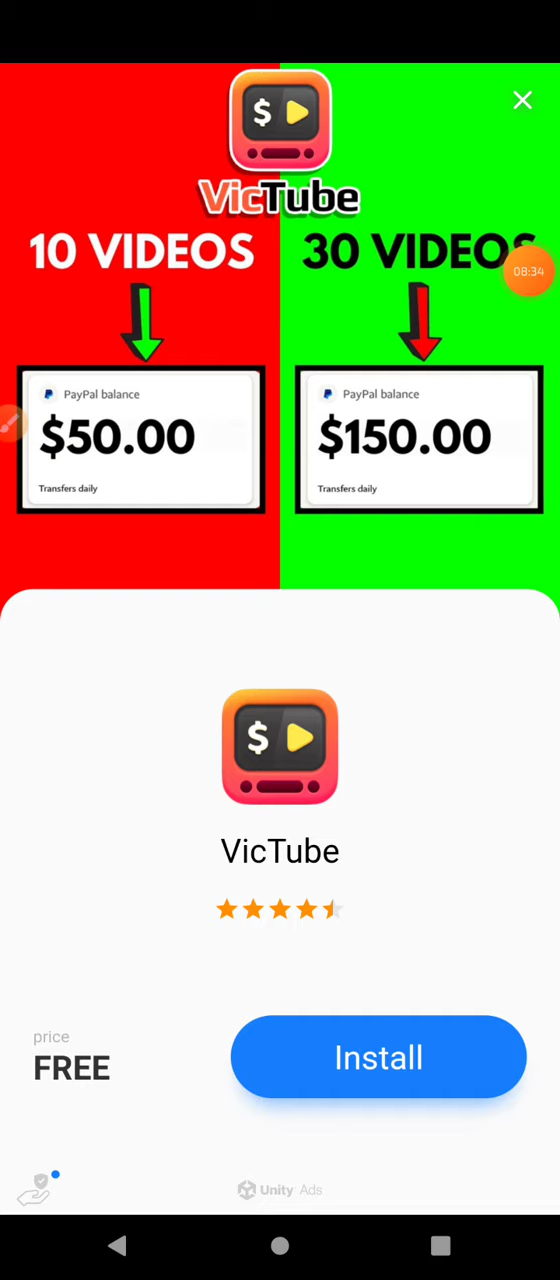 $
VicTube
10 VIDEOS
30 VIDEOS
08:34
PayPal balance
$50.00
Transfers daily
PayPal balance
$150.00
Transfers daily
$
VicTube
price
FREE
Install
Unity Ads